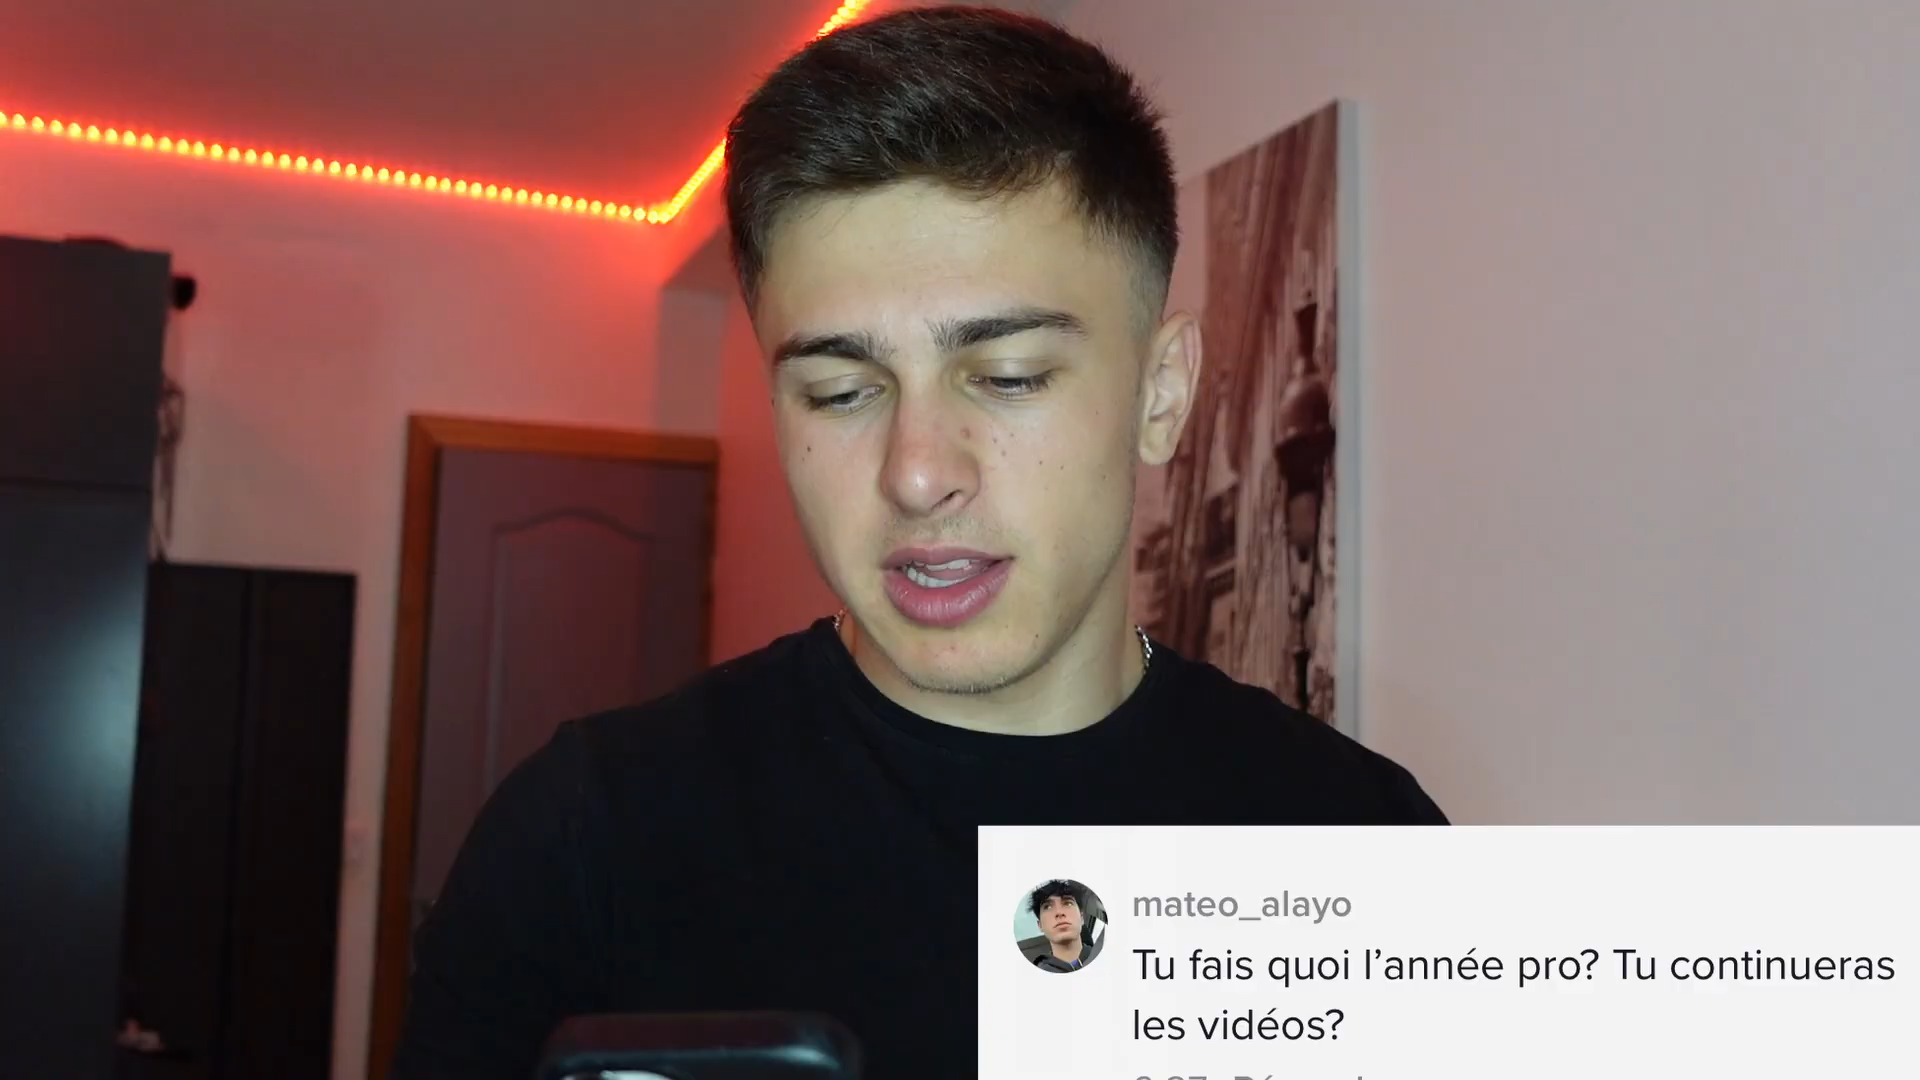 mateo_alayo
Tu fais quoi l’année pro? Tu continueras
les vidéos?